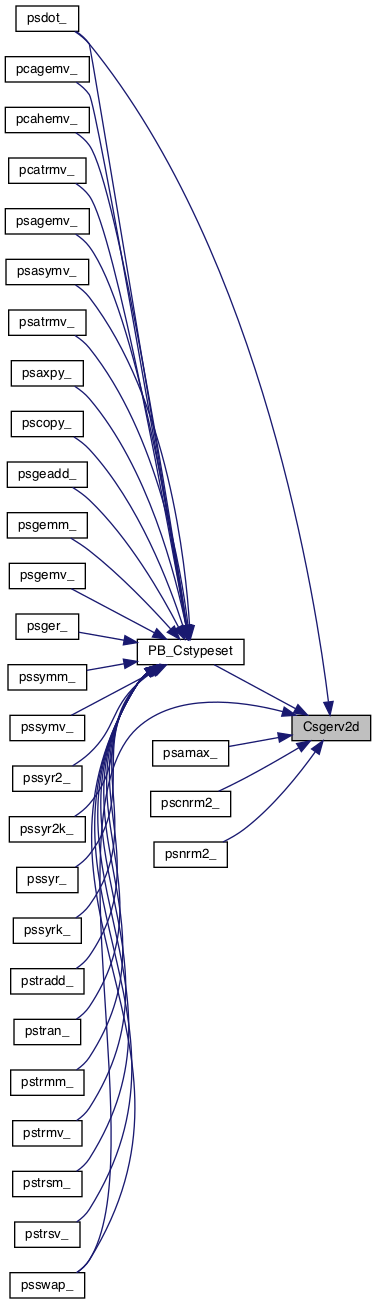 psdot_
pcagemv_
pcahemv_
pcatrmv_
psagemv_
psasymv_
psatrmv_
psaxpy_
pscopy_
psgeadd_
psgemm_
psgemv_
psger_
PB_Cstypeset
pssymm_
pssymv_
Csgerv2d
psamax_
pssyr2_
pscnrm2_
pssyr2k_
psnrm2_
pssyr_
pssyrk_
pstradd_
pstran_
pstrmm_
pstrmv_
pstrsm_
pstrsv_
psswap_